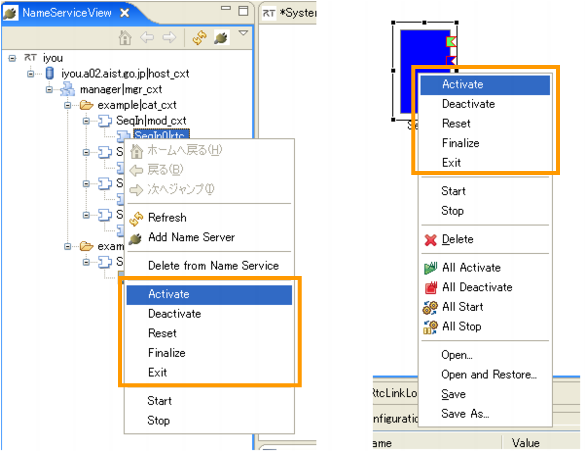 NameServiceView
RT iyou
iyou.a02.aist.go.jp|host_cxt
manager|mgr_cxt
example|cat_cxt
SeqIn|mod_cxt
SeqIn0|rtc
S
S
S
S
exam
S
ホームへ戻る(H)
戻る(B)
次へジャンプ(I)
Refresh
Add Name Server
Delete from Name Service
Activate
Deactivate
Reset
Finalize
Exit
Start
Stop
RT *System
Activate
Deactivate
Reset
Finalize
Exit
Start
Stop
Delete
All Activate
All Deactivate
All Start
All Stop
Open...
Open and Restore...
Save
Save As...
RtcLinkLo
nfiguratio
ame
Value